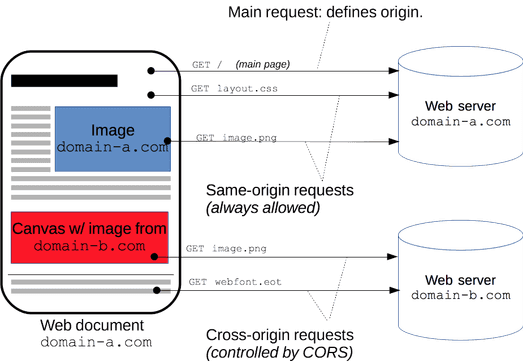 Main request: defines origin.
GET / (main page)
GET layout.css
Image
domain-a.com
GET image.png
Web server
domain-a.com
Same-origin requests
(always allowed)
Canvas w/ image from
domain-b.com
GET image.png
GET webfont.eot
Web server
domain-b.com
Web document
domain-a.com
Cross-origin requests
(controlled by CORS)